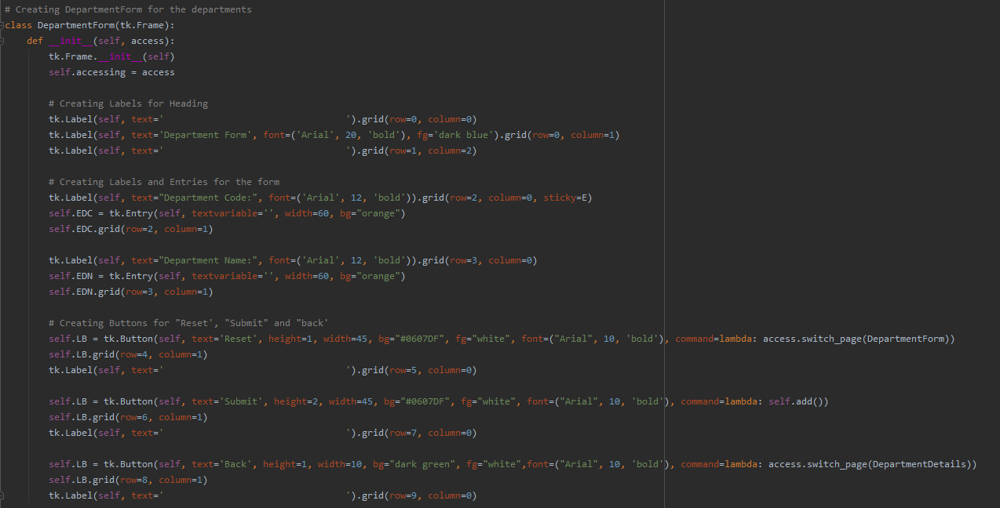 # Creating DepartmentForm for the departments
class DepartmentForm(tk.Frame):
    def __init__(self, access):
        tk.Frame.__init__(self)
        self.accessing = access

        # Creating Labels for Heading
        tk.Label(self, text='                                 ').grid(row=0, column=0)
        tk.Label(self, text='Department Form', font=('Arial', 20, 'bold'), fg='dark blue').grid(row=0, column=1)
        tk.Label(self, text='                                 ').grid(row=1, column=2)

        # Creating Labels and Entries for the form
        tk.Label(self, text="Department Code:", font=('Arial', 12, 'bold')).grid(row=2, column=0, sticky=E)
        self.EDC = tk.Entry(self, textvariable='', width=60, bg="orange")
        self.EDC.grid(row=2, column=1)

        tk.Label(self, text="Department Name:", font=('Arial', 12, 'bold')).grid(row=3, column=0)
        self.EDN = tk.Entry(self, textvariable='', width=60, bg="orange")
        self.EDN.grid(row=3, column=1)

        # Creating Buttons for "Reset', "Submit" and "back'
        self.LB = tk.Button(self, text='Reset', height=1, width=45, bg="#0607DF", fg="white", font=("Arial", 10, 'bold'), command=lambda: access.switch_page(DepartmentForm))
        self.LB.grid(row=4, column=1)
        tk.Label(self, text='                                 ').grid(row=5, column=0)

        self.LB = tk.Button(self, text='Submit', height=2, width=45, bg="#0607DF", fg="white", font=("Arial", 10, 'bold'), command=lambda: self.add())
        self.LB.grid(row=6, column=1)
        tk.Label(self, text='                                 ').grid(row=7, column=0)

        self.LB = tk.Button(self, text='Back', height=1, width=10, bg="dark green", fg="white",font=("Arial", 10, 'bold'), command=lambda: access.switch_page(DepartmentDetails))
        self.LB.grid(row=8, column=1)
        tk.Label(self, text='                                 ').grid(row=9, column=0)